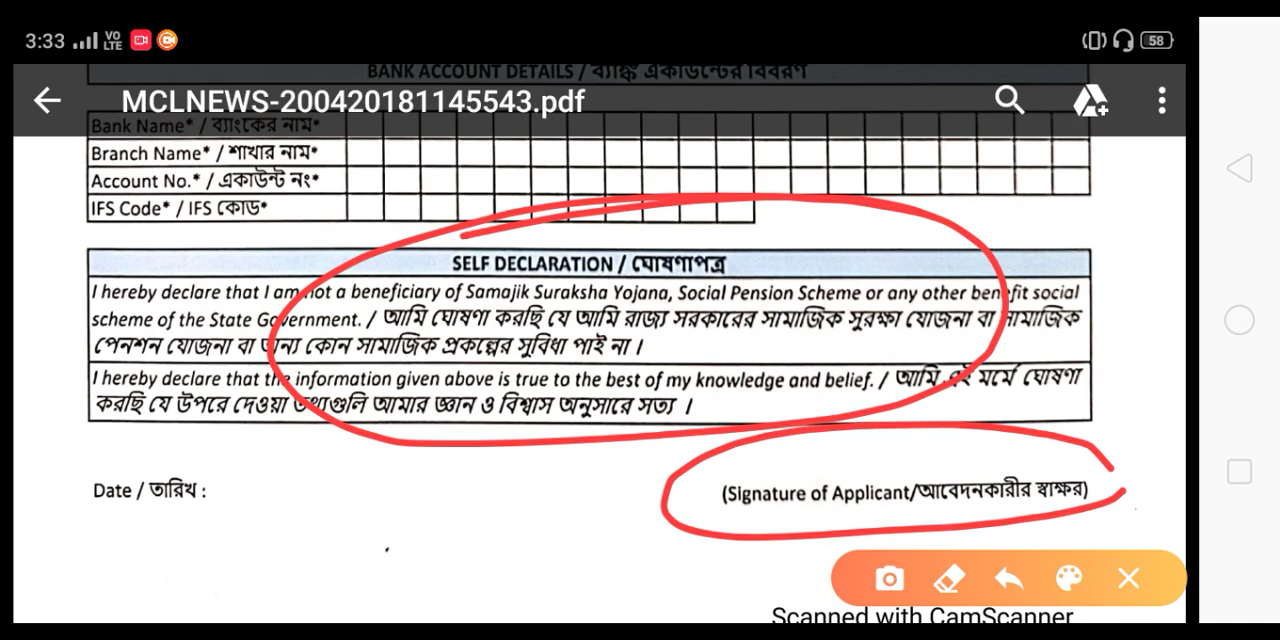 3:33 VO LTE 58
BANK ACCOUNT DETAILS / ব্যাঙ্ক একাউন্টের বিবরণ
MCLNEWS-200420181145543.pdf
Bank Name* / ব্যাংকের নাম*
Branch Name* / শাখার নাম*
Account No.* / একাউন্ট নং*
IFS Code* / IFS কোড*
SELF DECLARATION / ঘোষণাপত্র
I hereby declare that I am not a beneficiary of Samajik Suraksha Yojana, Social Pension Scheme or any other benefit social
scheme of the State Government. / আমি ঘোষণা করছি যে আমি রাজ্য সরকারের সামাজিক সুরক্ষা যোজনা বা সামাজিক
পেনশন যোজনা বা অন্য কোন সামাজিক প্রকল্পের সুবিধা পাই না ।
I hereby declare that the information given above is true to the best of my knowledge and belief. / আমি এই মর্মে ঘোষণা
করছি যে উপরে দেওয়া তথ্যগুলি আমার জ্ঞান ও বিশ্বাস অনুসারে সত্য ।
Date / তারিখ :
(Signature of Applicant/আবেদনকারীর স্বাক্ষর)
Scanned with CamScanner